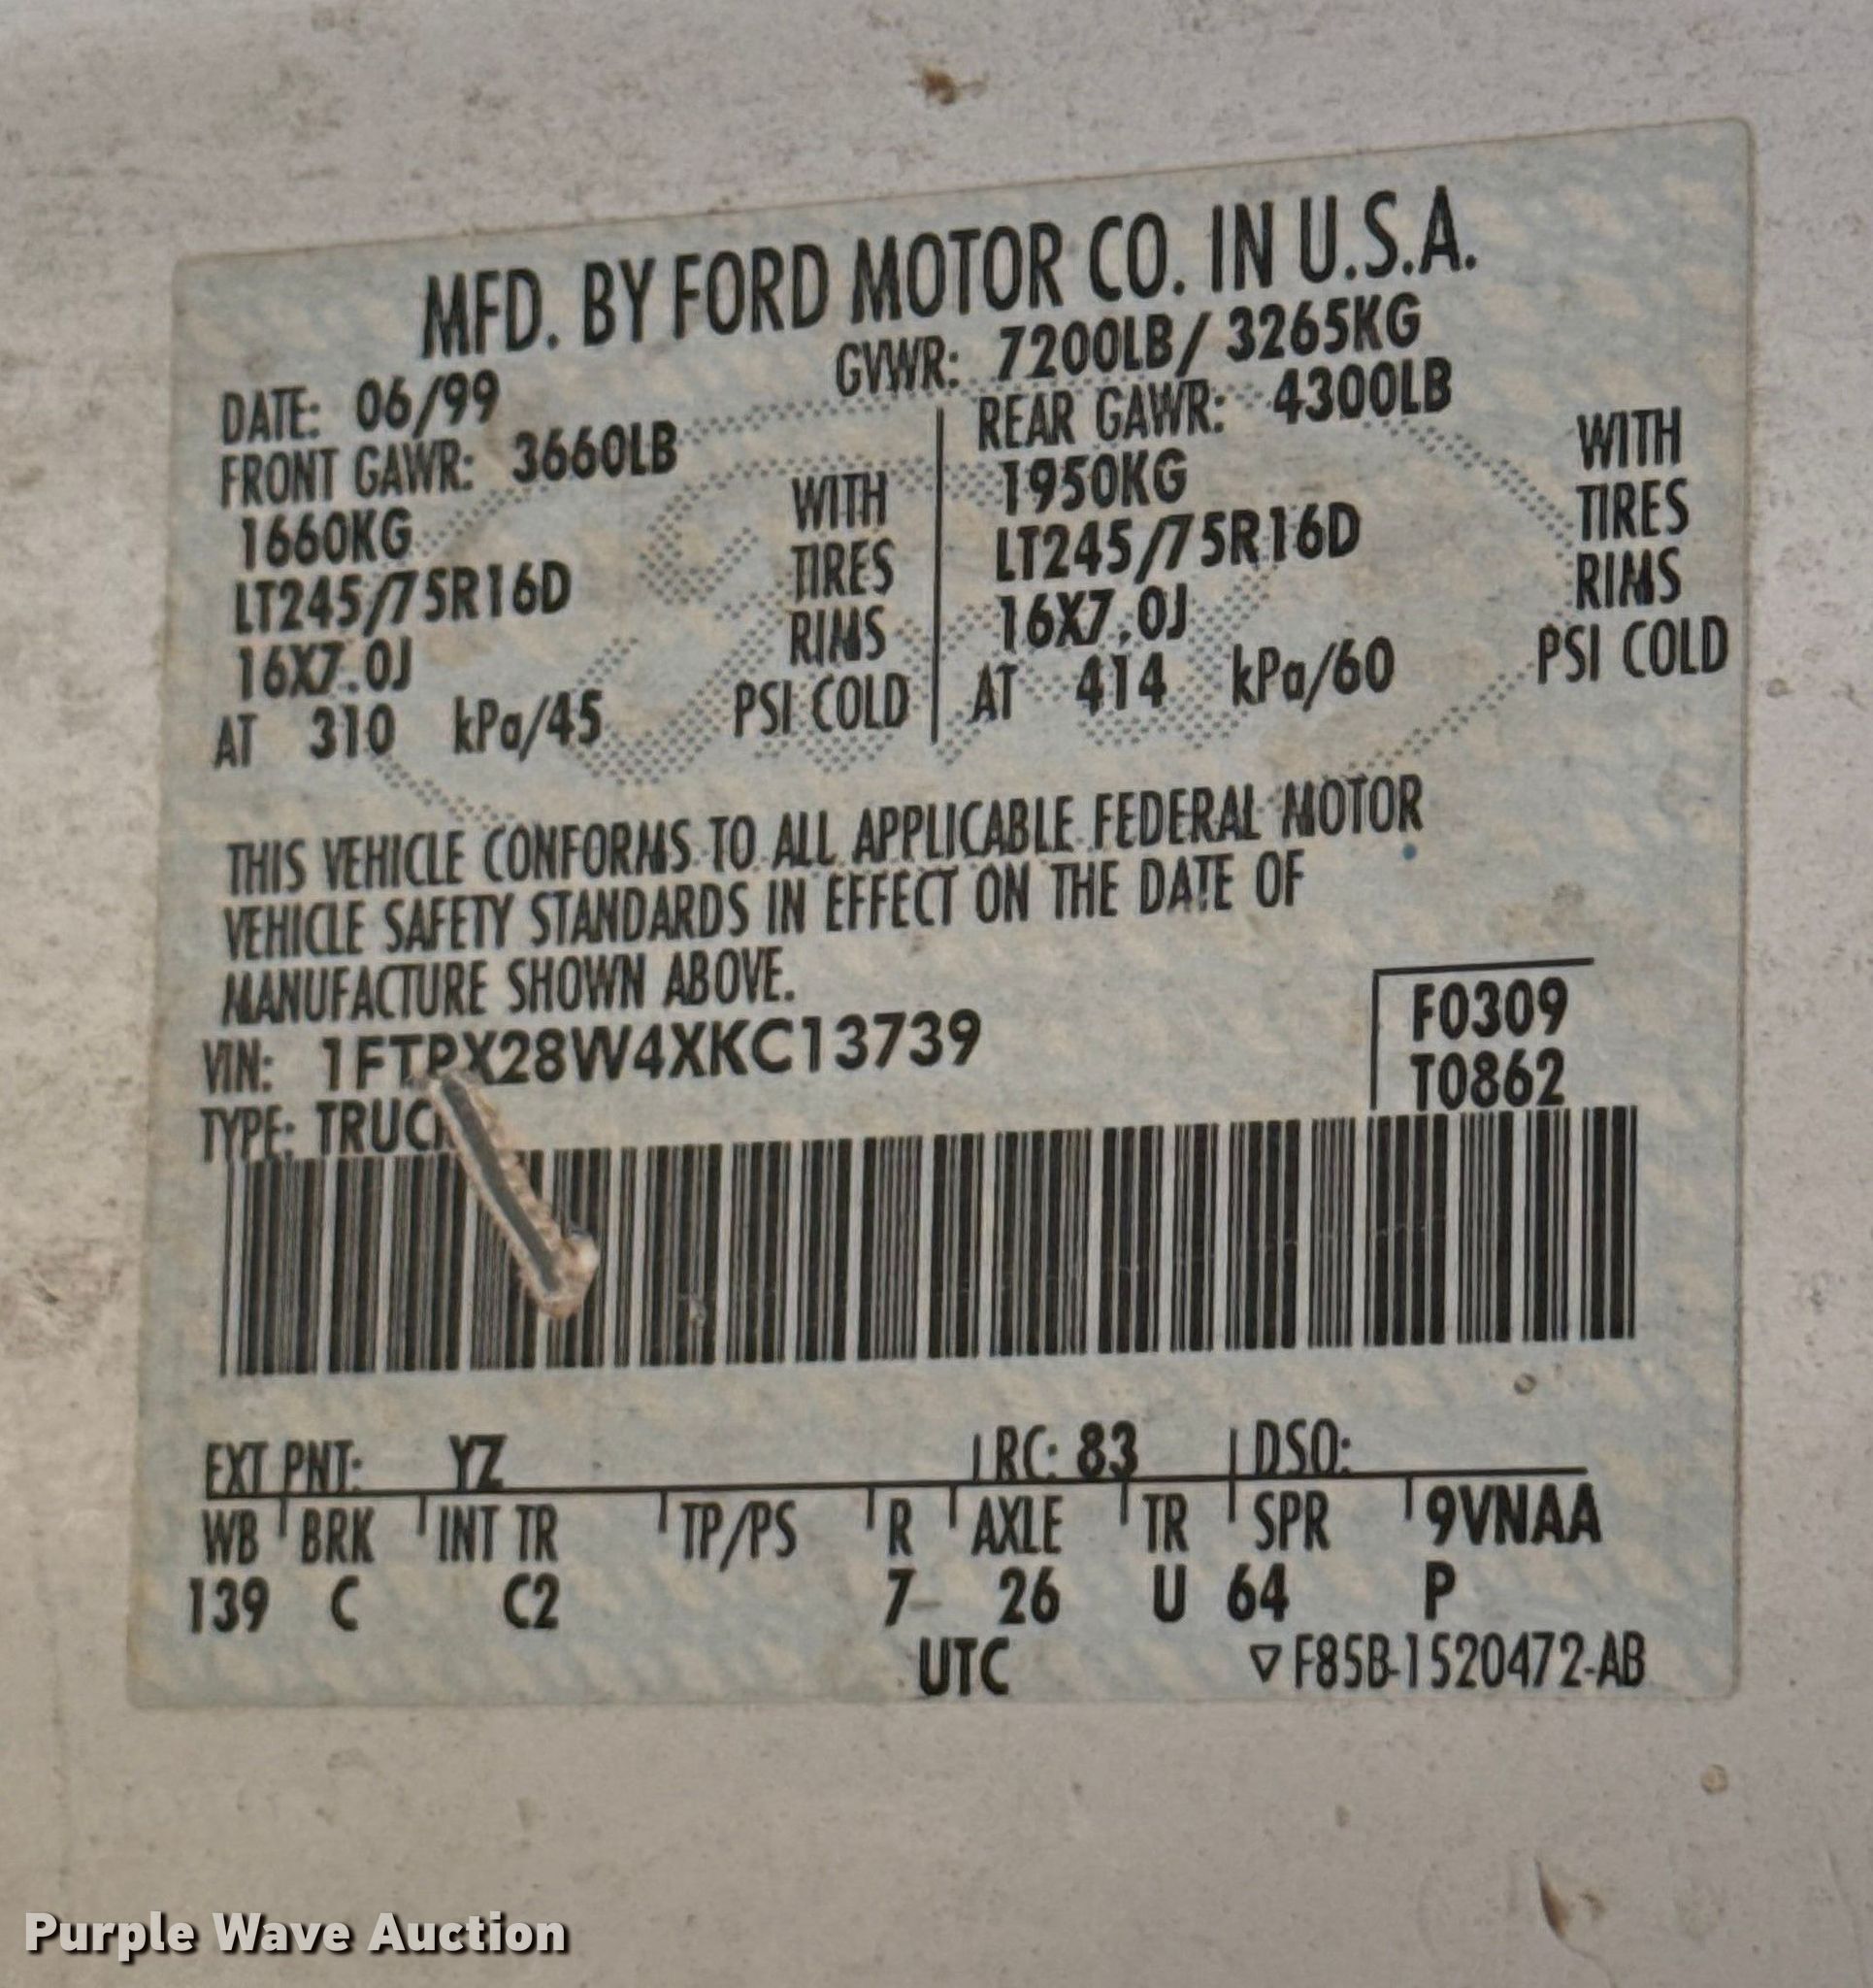 MFD. BY FORD MOTOR CO. IN U.S.A.
DATE: 06/99 GVWR: 7200LB/ 3265KG
FRONT GAWR: 3660LB REAR GAWR: 4300LB
1660KG WITH 1950KG WITH
LT245/75R16D TIRES LT245/75R16D TIRES
16X7.0J RIMS 16X7.0J RIMS
AT 310 kPa/45 PSI COLD AT 414 kPa/60 PSI COLD
THIS VEHICLE CONFORMS TO ALL APPLICABLE FEDERAL MOTOR
VEHICLE SAFETY STANDARDS IN EFFECT ON THE DATE OF
MANUFACTURE SHOWN ABOVE.
F0309
VIN: 1FTPX28W4XKC13739
T0862
TYPE: TRUCK
EXT PNT: YZ RC: 83 DSO:
WB BRK INT TR TP/PS R AXLE TR SPR 9VNAA
139 C C2 7 26 U 64 P
UTC ▽ F85B-1520472-AB
Purple Wave Auction